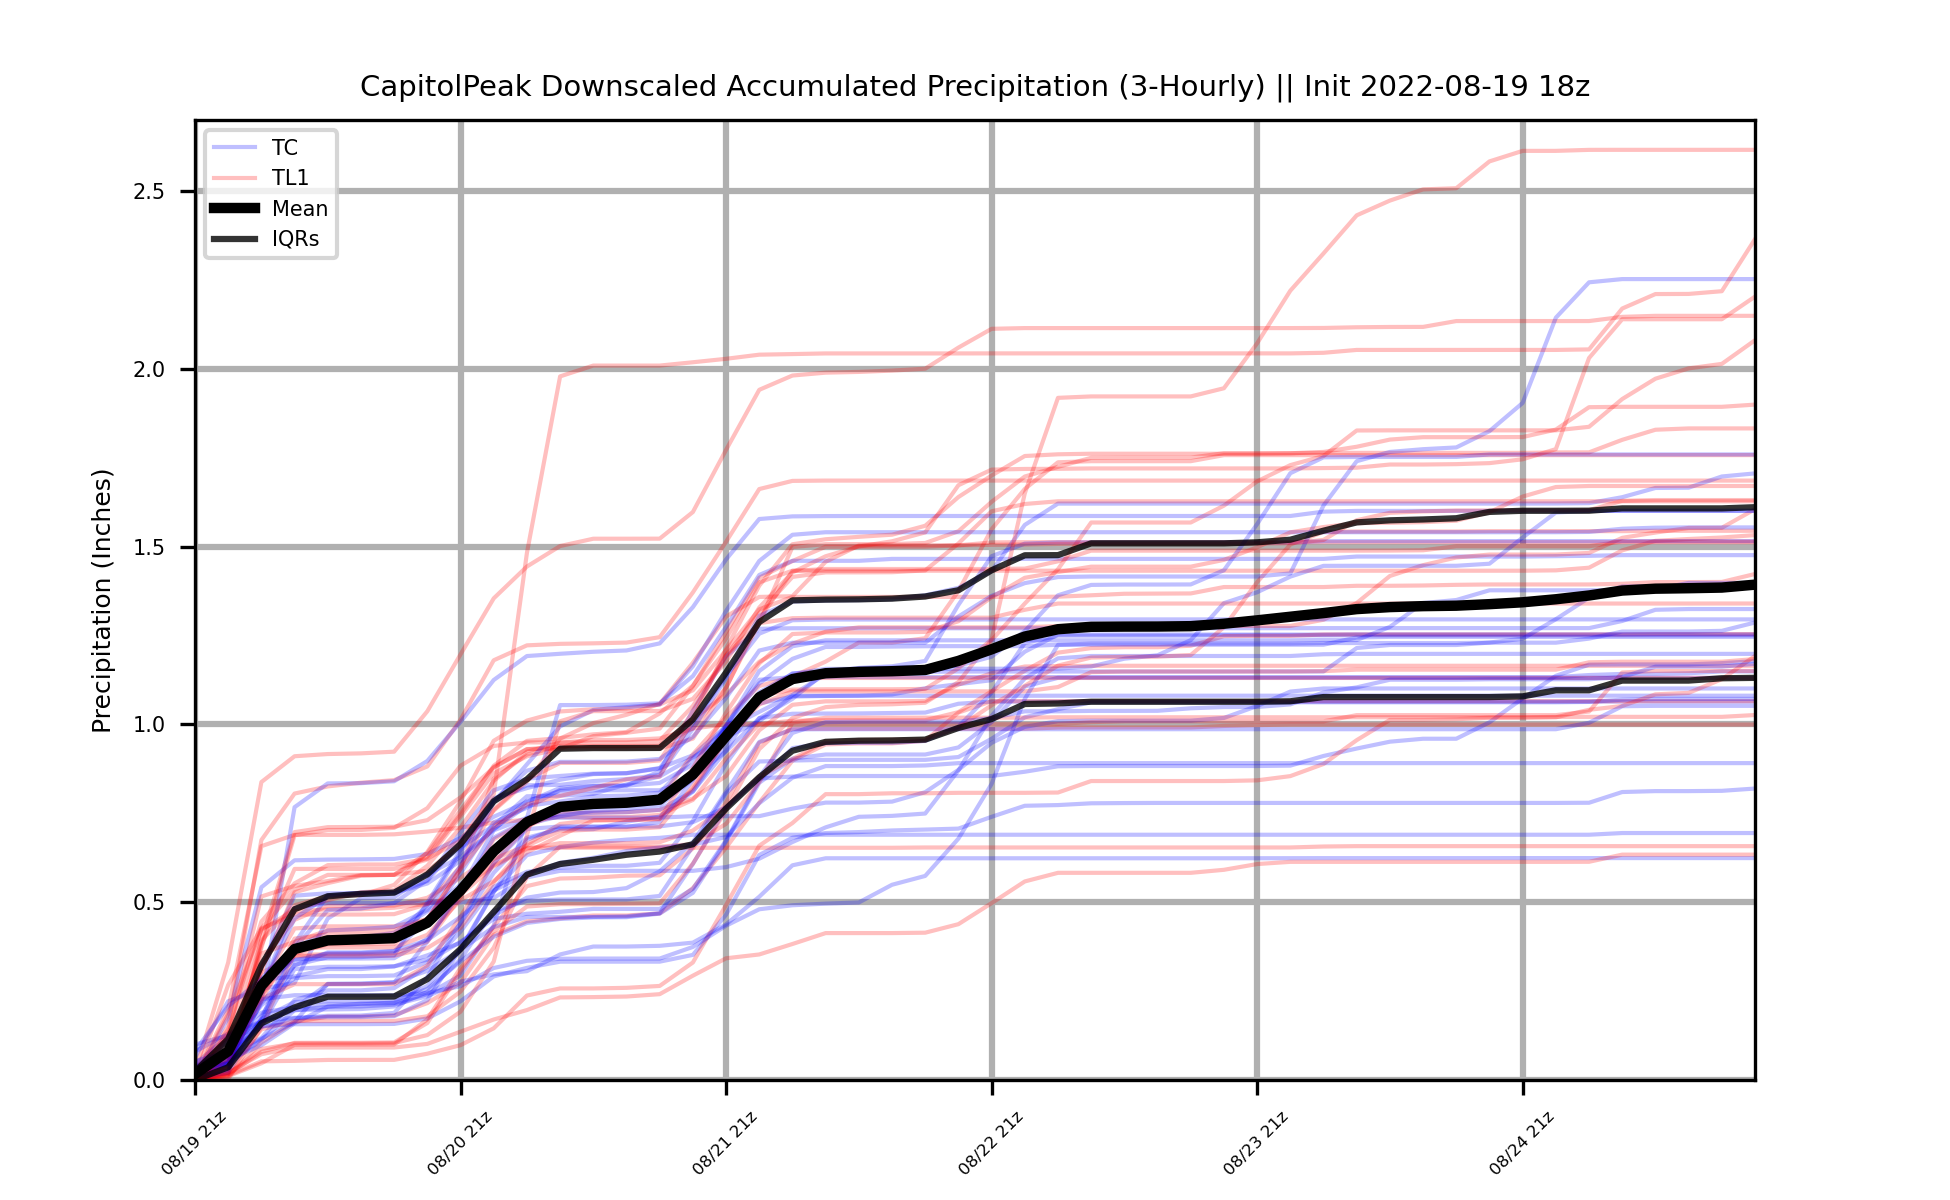 CapitolPeak Downscaled Accumulated Precipitation (3-Hourly) || Init 2022-08-19 18z
TC
TL1
Mean
IQRs
Precipitation (Inches)
2.5
2.0
1.5
1.0
0.5
0.0
08/19 21z
08/20 21z
08/21 21z
08/22 21z
08/23 21z
08/24 21z